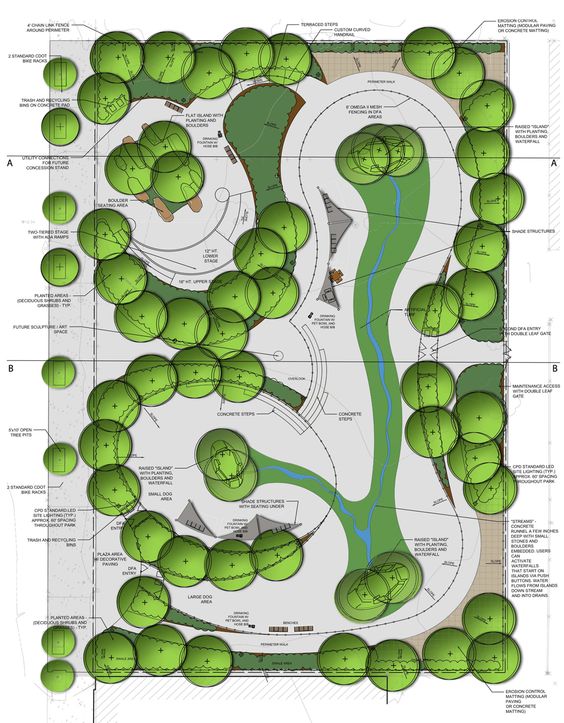 4' CHAIN LINK FENCE
AROUND PERIMETER
TERRACED STEPS
CUSTOM CURVED
HANDRAIL
EROSION CONTROL
MATTING (MODULAR PAVING
OR CONCRETE MATTING)
2 STANDARD CDOT
BIKE RACKS
PERIMETER WALK
TRASH AND RECYCLING
BINS ON CONCRETE PAD
6' OMEGA II MESH
FENCING IN DFA
AREAS
FLAT ISLAND WITH
PLANTING AND
BOULDERS
DRINKING
FOUNTAIN W/
HOSE B/B
RAISED "ISLAND"
WITH PLANTING,
BOULDERS AND
WATERFALL
UTILITY CONNECTIONS
FOR FUTURE
CONCESSION STAND
A
A'
BOULDER
SEATING AREA
TWO-TIERED STAGE
WITH ADA RAMPS
SHADE STRUCTURES
12" HT.
LOWER
STAGE
18" HT. UPPER STAGE
PLANTED AREAS -
(DECIDUOUS SHRUBS AND
GRASSES) - TYP.
DRINKING
FOUNTAIN W/
PET BOWL AND
HOSE B/B
ARTIFICIAL
FUTURE SCULPTURE / ART
SPACE
SECOND DFA ENTRY
WITH DOUBLE LEAF GATE
B
B
OVERLOOK
MAINTENANCE ACCESS
WITH DOUBLE LEAF
GATE
CONCRETE STEPS
CONCRETE
STEPS
5'x10' OPEN
TREE PITS
RAISED "ISLAND"
WITH PLANTING,
BOULDERS AND
WATERFALL
SMALL DOG
AREA
CPD STANDARD LED
SITE LIGHTING (TYP.)
APPROX. 60' SPACING
THROUGHOUT PARK
2 STANDARD CDOT
BIKE RACKS
SHADE STRUCTURES
WITH SEATING UNDER
CPD STANDARD LED
SITE LIGHTING (TYP.)
APPROX. 60' SPACING
THROUGHOUT PARK
DFA
ENTRY
DRINKING
FOUNTAIN W/
PET BOWL AND
HOSE B/B
"STREAMS" -
CONCRETE
RUNNEL A FEW INCHES
DEEP WITH SMALL
STONES AND
BOULDERS,
EMBEDDED. USERS
CAN
ACTIVATE
WATERFALLS
THAT START ON
ISLANDS VIA PUSH
BUTTONS. WATER
FLOWS FROM ISLANDS
DOWN STREAM
AND INTO DRAINS.
TRASH AND RECYCLING
BINS
PLAZA AREA
W/ DECORATIVE
PAVING
DFA
ENTRY
RAISED "ISLAND"
WITH PLANTING,
BOULDERS AND
WATERFALL
SLOPE
LARGE DOG
AREA
PLANTED AREAS -
(DECIDUOUS SHRUBS AND
GRASSES) - TYP.
DRINKING
FOUNTAIN W/
PET BOWL AND
HOSE B/B
BENCHES
PERIMETER WALK
EROSION CONTROL
MATTING (MODULAR
PAVING
OR CONCRETE
MATTING)